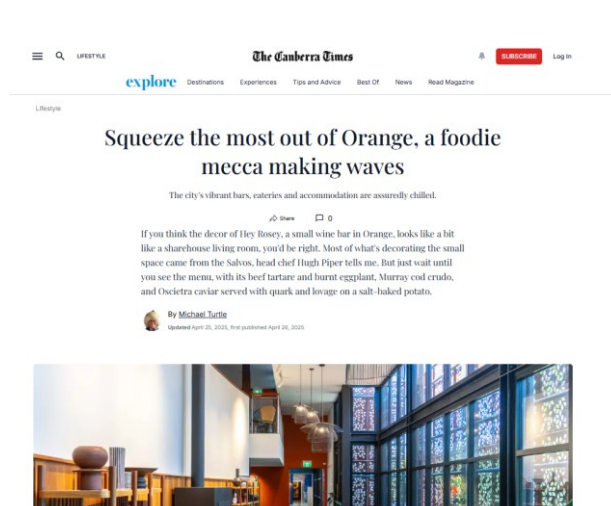 LIFESTYLE
The Canberra Times
SUBSCRIBE
Log In
explore
Destinations
Experiences
Tips and Advice
Best Of
News
Read Magazine
Lifestyle
Squeeze the most out of Orange, a foodie
mecca making waves
The city's vibrant bars, eateries and accommodation are assuredly chilled.
Share
0
If you think the decor of Hey Rosey, a small wine bar in Orange, looks like a bit
like a sharehouse living room, you'd be right. Most of what's decorating the small
space came from the Salvos, head chef Hugh Piper tells me. But just wait until
you see the menu, with its beef tartare and burnt eggplant, Murray cod crudo,
and Oscietra caviar served with quark and lovage on a salt-baked potato.
By Michael Turtle
Updated April 25, 2025, first published April 26, 2025